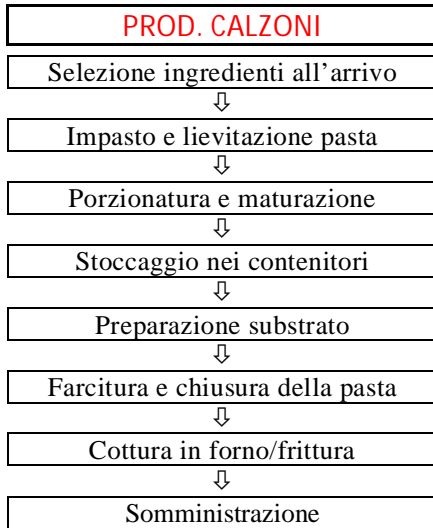 PROD. CALZONI
Selezione ingredienti all'arrivo
⇩
Impasto e lievitazione pasta
⇩
Porzionatura e maturazione
⇩
Stoccaggio nei contenitori
⇩
Preparazione substrato
⇩
Farcitura e chiusura della pasta
⇩
Cottura in forno/frittura
⇩
Somministrazione